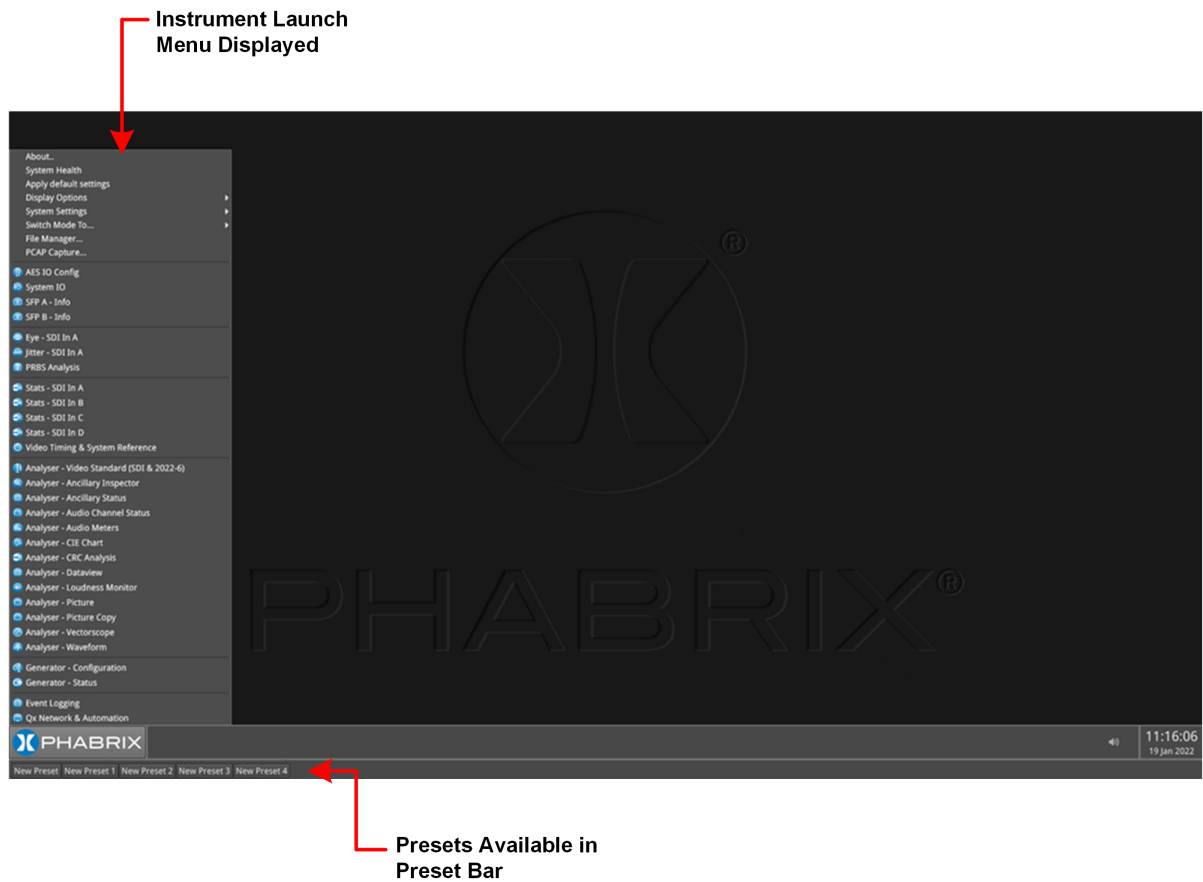 Instrument Launch
Menu Displayed
About..
System Health
Apply default settings
Display Options
System Settings
Switch Mode To...
File Manager...
PCAP Capture...
AES IO Config
System IO
SFP A - Info
SFP B - Info
Eye - SDI In A
Jitter - SDI In A
PRBS Analysis
Stats - SDI In A
Stats - SDI In B
Stats - SDI In C
Stats - SDI In D
Video Timing & System Reference
Analyser - Video Standard (SDI & 2022-6)
Analyser - Ancillary Inspector
Analyser - Ancillary Status
Analyser - Audio Channel Status
Analyser - Audio Meters
Analyser - CIE Chart
Analyser - CRC Analysis
Analyser - Dataview
Analyser - Loudness Monitor
Analyser - Picture
Analyser - Picture Copy
Analyser - Vectorscope
Analyser - Waveform
Generator - Configuration
Generator - Status
Event Logging
Qx Network & Automation
®
PHABRIX®
PHABRIX
11:16:06
19 Jan 2022
New Preset New Preset 1 New Preset 2 New Preset 3 New Preset 4
Presets Available in
Preset Bar